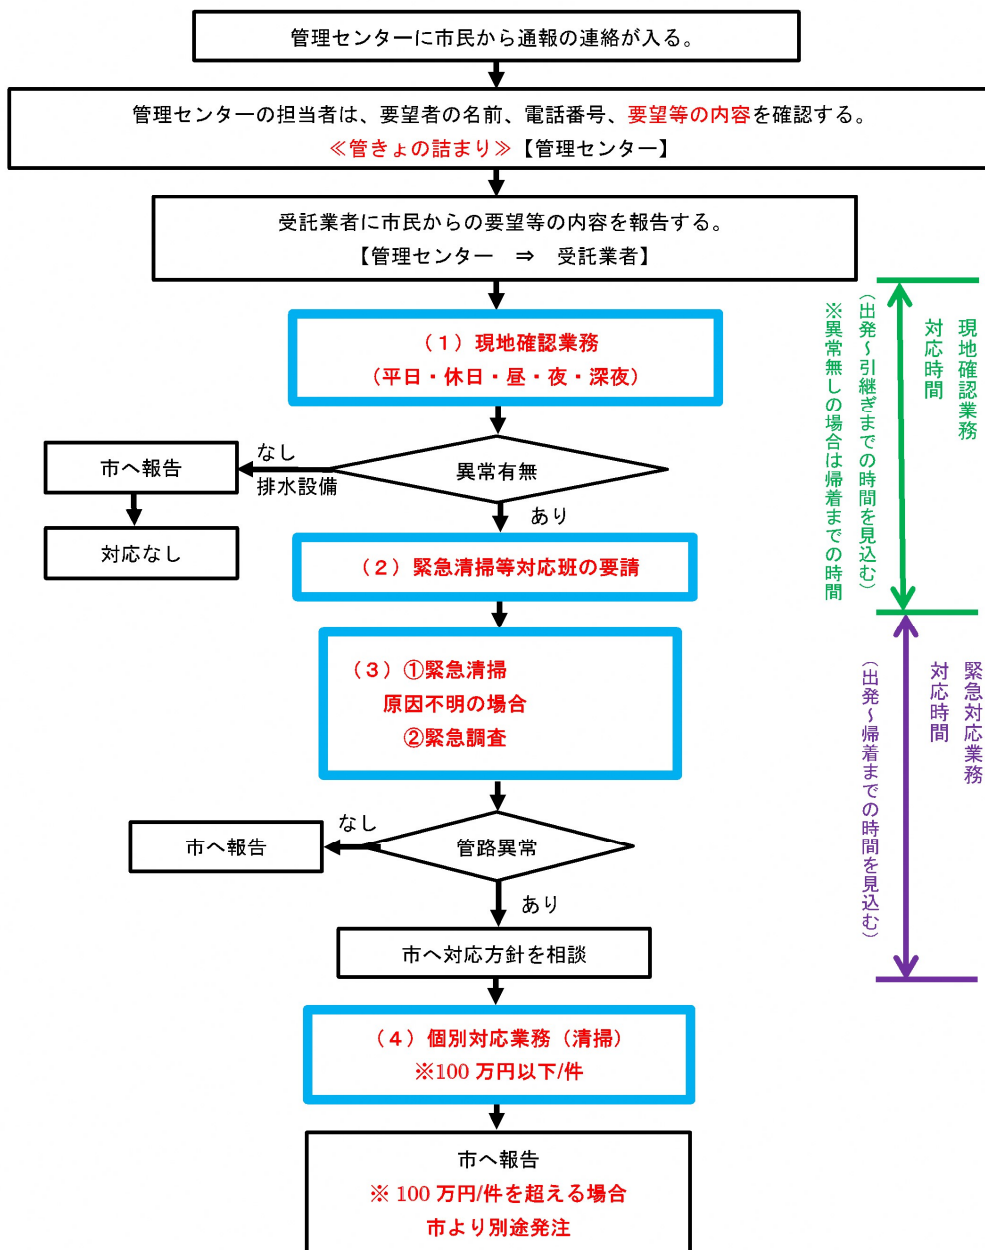 管理センターに市民から通報の連絡が入る。
管理センターの担当者は、要望者の名前、電話番号、要望等の内容を確認する。
≪管きょの詰まり≫【管理センター】
受託業者に市民からの要望等の内容を報告する。
【管理センター ⇒ 受託業者】
（1）現地確認業務
（平日・休日・昼・夜・深夜）
異常有無
なし
排水設備
市へ報告
対応なし
あり
（2）緊急清掃等対応班の要請
（3）①緊急清掃
原因不明の場合
②緊急調査
管路異常
なし
市へ報告
あり
市へ対応方針を相談
（4）個別対応業務（清掃）
※100 万円以下/件
市へ報告
※ 100 万円/件を超える場合
市より別途発注
現地確認業務
対応時間
（出発～引継ぎまでの時間を見込む）
※異常無しの場合は帰着までの時間
緊急対応業務
対応時間
（出発～帰着までの時間を見込む）